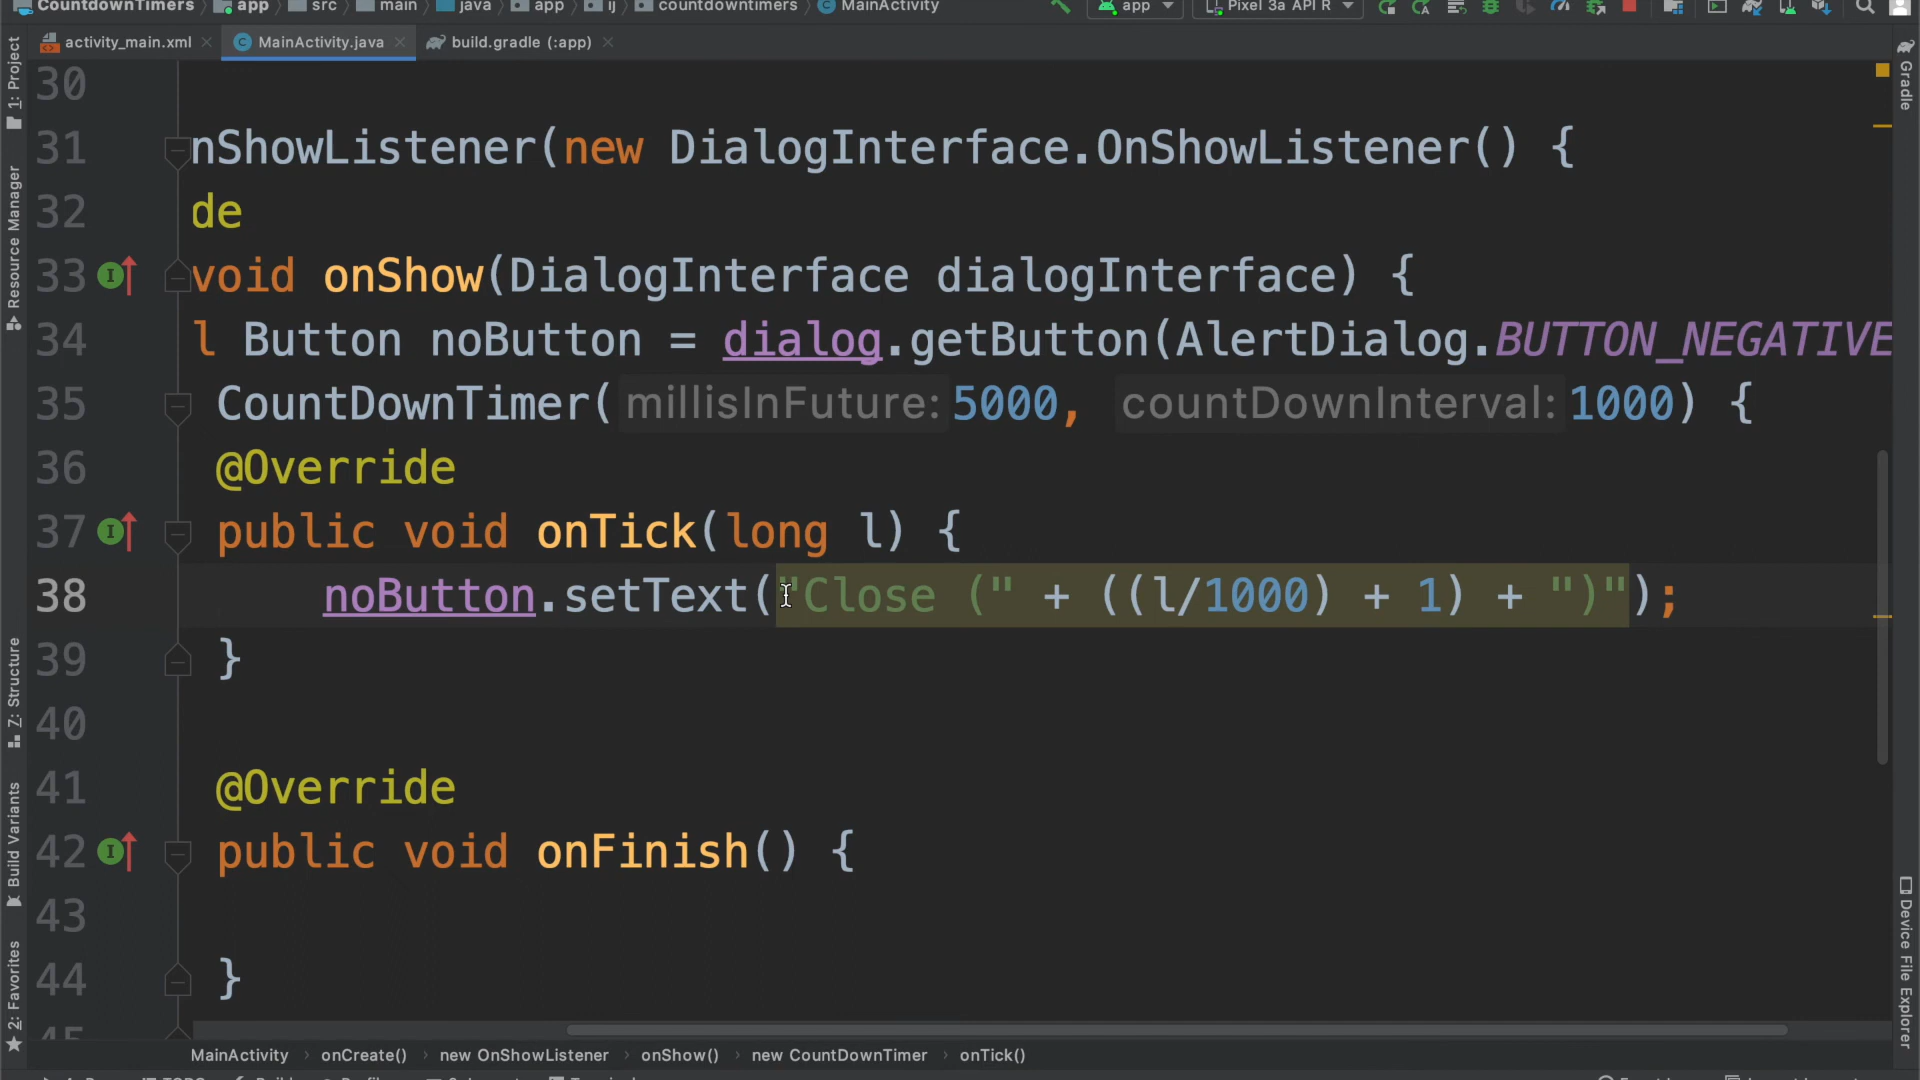 CountdownTimers app src main java app ij countdowntimers MainActivity app Pixel 3a API R
activity_main.xml MainActivity.java build.gradle (:app)
1: Project
Resource Manager
Z: Structure
Build Variants
2: Favorites
Gradle
Device File Explorer
30
31 nShowListener(new DialogInterface.OnShowListener() {
32 de
33 void onShow(DialogInterface dialogInterface) {
34 l Button noButton = dialog.getButton(AlertDialog.BUTTON_NEGATIVE
35 CountDownTimer( millisInFuture: 5000, countDownInterval: 1000) {
36 @Override
37 public void onTick(long l) {
38 noButton.setText("Close (" + ((l/1000) + 1) + ")");
39 }
40
41 @Override
42 public void onFinish() {
43
44 }
45
MainActivity onCreate() new OnShowListener onShow() new CountDownTimer onTick()